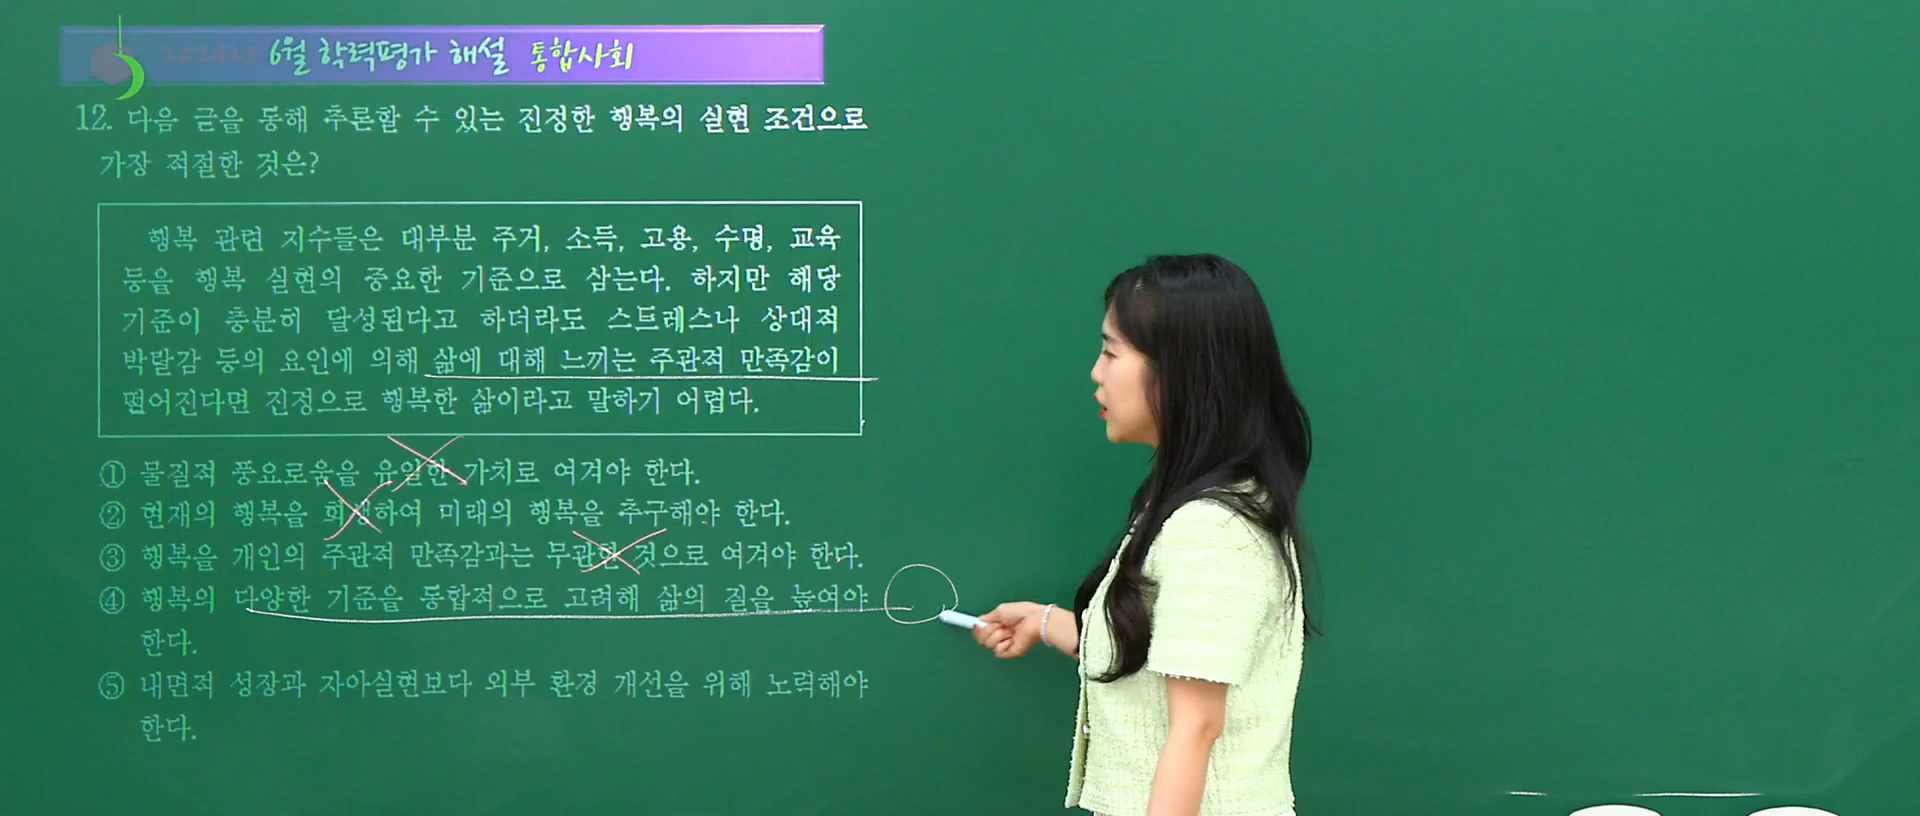 6월 학력평가 해설 통합사회
12. 다음 글을 통해 추론할 수 있는 진정한 행복의 실현 조건으로
가장 적절한 것은?
행복 관련 지수들은 대부분 주거, 소득, 고용, 수명, 교육
등을 행복 실현의 중요한 기준으로 삼는다. 하지만 해당
기준이 충분히 달성된다고 하더라도 스트레스나 상대적
박탈감 등의 요인에 의해 삶에 대해 느끼는 주관적 만족감이
떨어진다면 진정으로 행복한 삶이라고 말하기 어렵다.
① 물질적 풍요로움을 유일한 가치로 여겨야 한다.
② 현재의 행복을 희생하여 미래의 행복을 추구해야 한다.
③ 행복을 개인의 주관적 만족감과는 무관한 것으로 여겨야 한다.
④ 행복의 다양한 기준을 통합적으로 고려해 삶의 질을 높여야
한다.
⑤ 내면적 성장과 자아실현보다 외부 환경 개선을 위해 노력해야
한다.